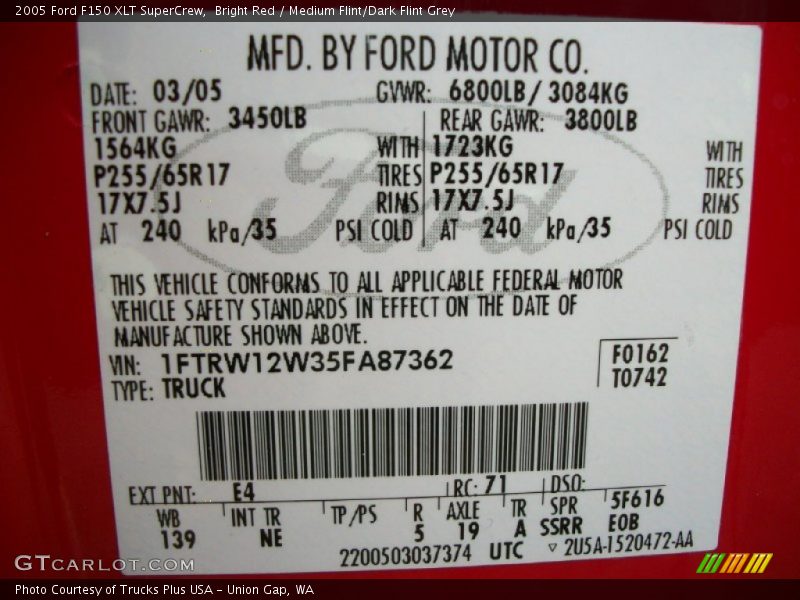 2005 Ford F150 XLT SuperCrew, Bright Red / Medium Flint/Dark Flint Grey
MFD. BY FORD MOTOR CO.
DATE: 03/05 GVWR: 6800LB/ 3084KG
FRONT GAWR: 3450LB REAR GAWR: 3800LB
1564KG WITH 1723KG WITH
P255/65R17 TIRES P255/65R17 TIRES
17X7.5J RIMS 17X7.5J RIMS
AT 240 kPa/35 PSI COLD AT 240 kPa/35 PSI COLD
Ford
THIS VEHICLE CONFORMS TO ALL APPLICABLE FEDERAL MOTOR
VEHICLE SAFETY STANDARDS IN EFFECT ON THE DATE OF
MANUFACTURE SHOWN ABOVE.
VIN: 1FTRW12W35FA87362 F0162
TYPE: TRUCK T0742
EXT PNT: E4 RC: 71 DSO:
WB INT TR TP/PS R AXLE TR SPR 5F616
139 NE 5 19 A SSRR EOB
2200503037374 UTC ▽ 2U5A-1520472-AA
GTCARLOT.COM
Photo Courtesy of Trucks Plus USA - Union Gap, WA